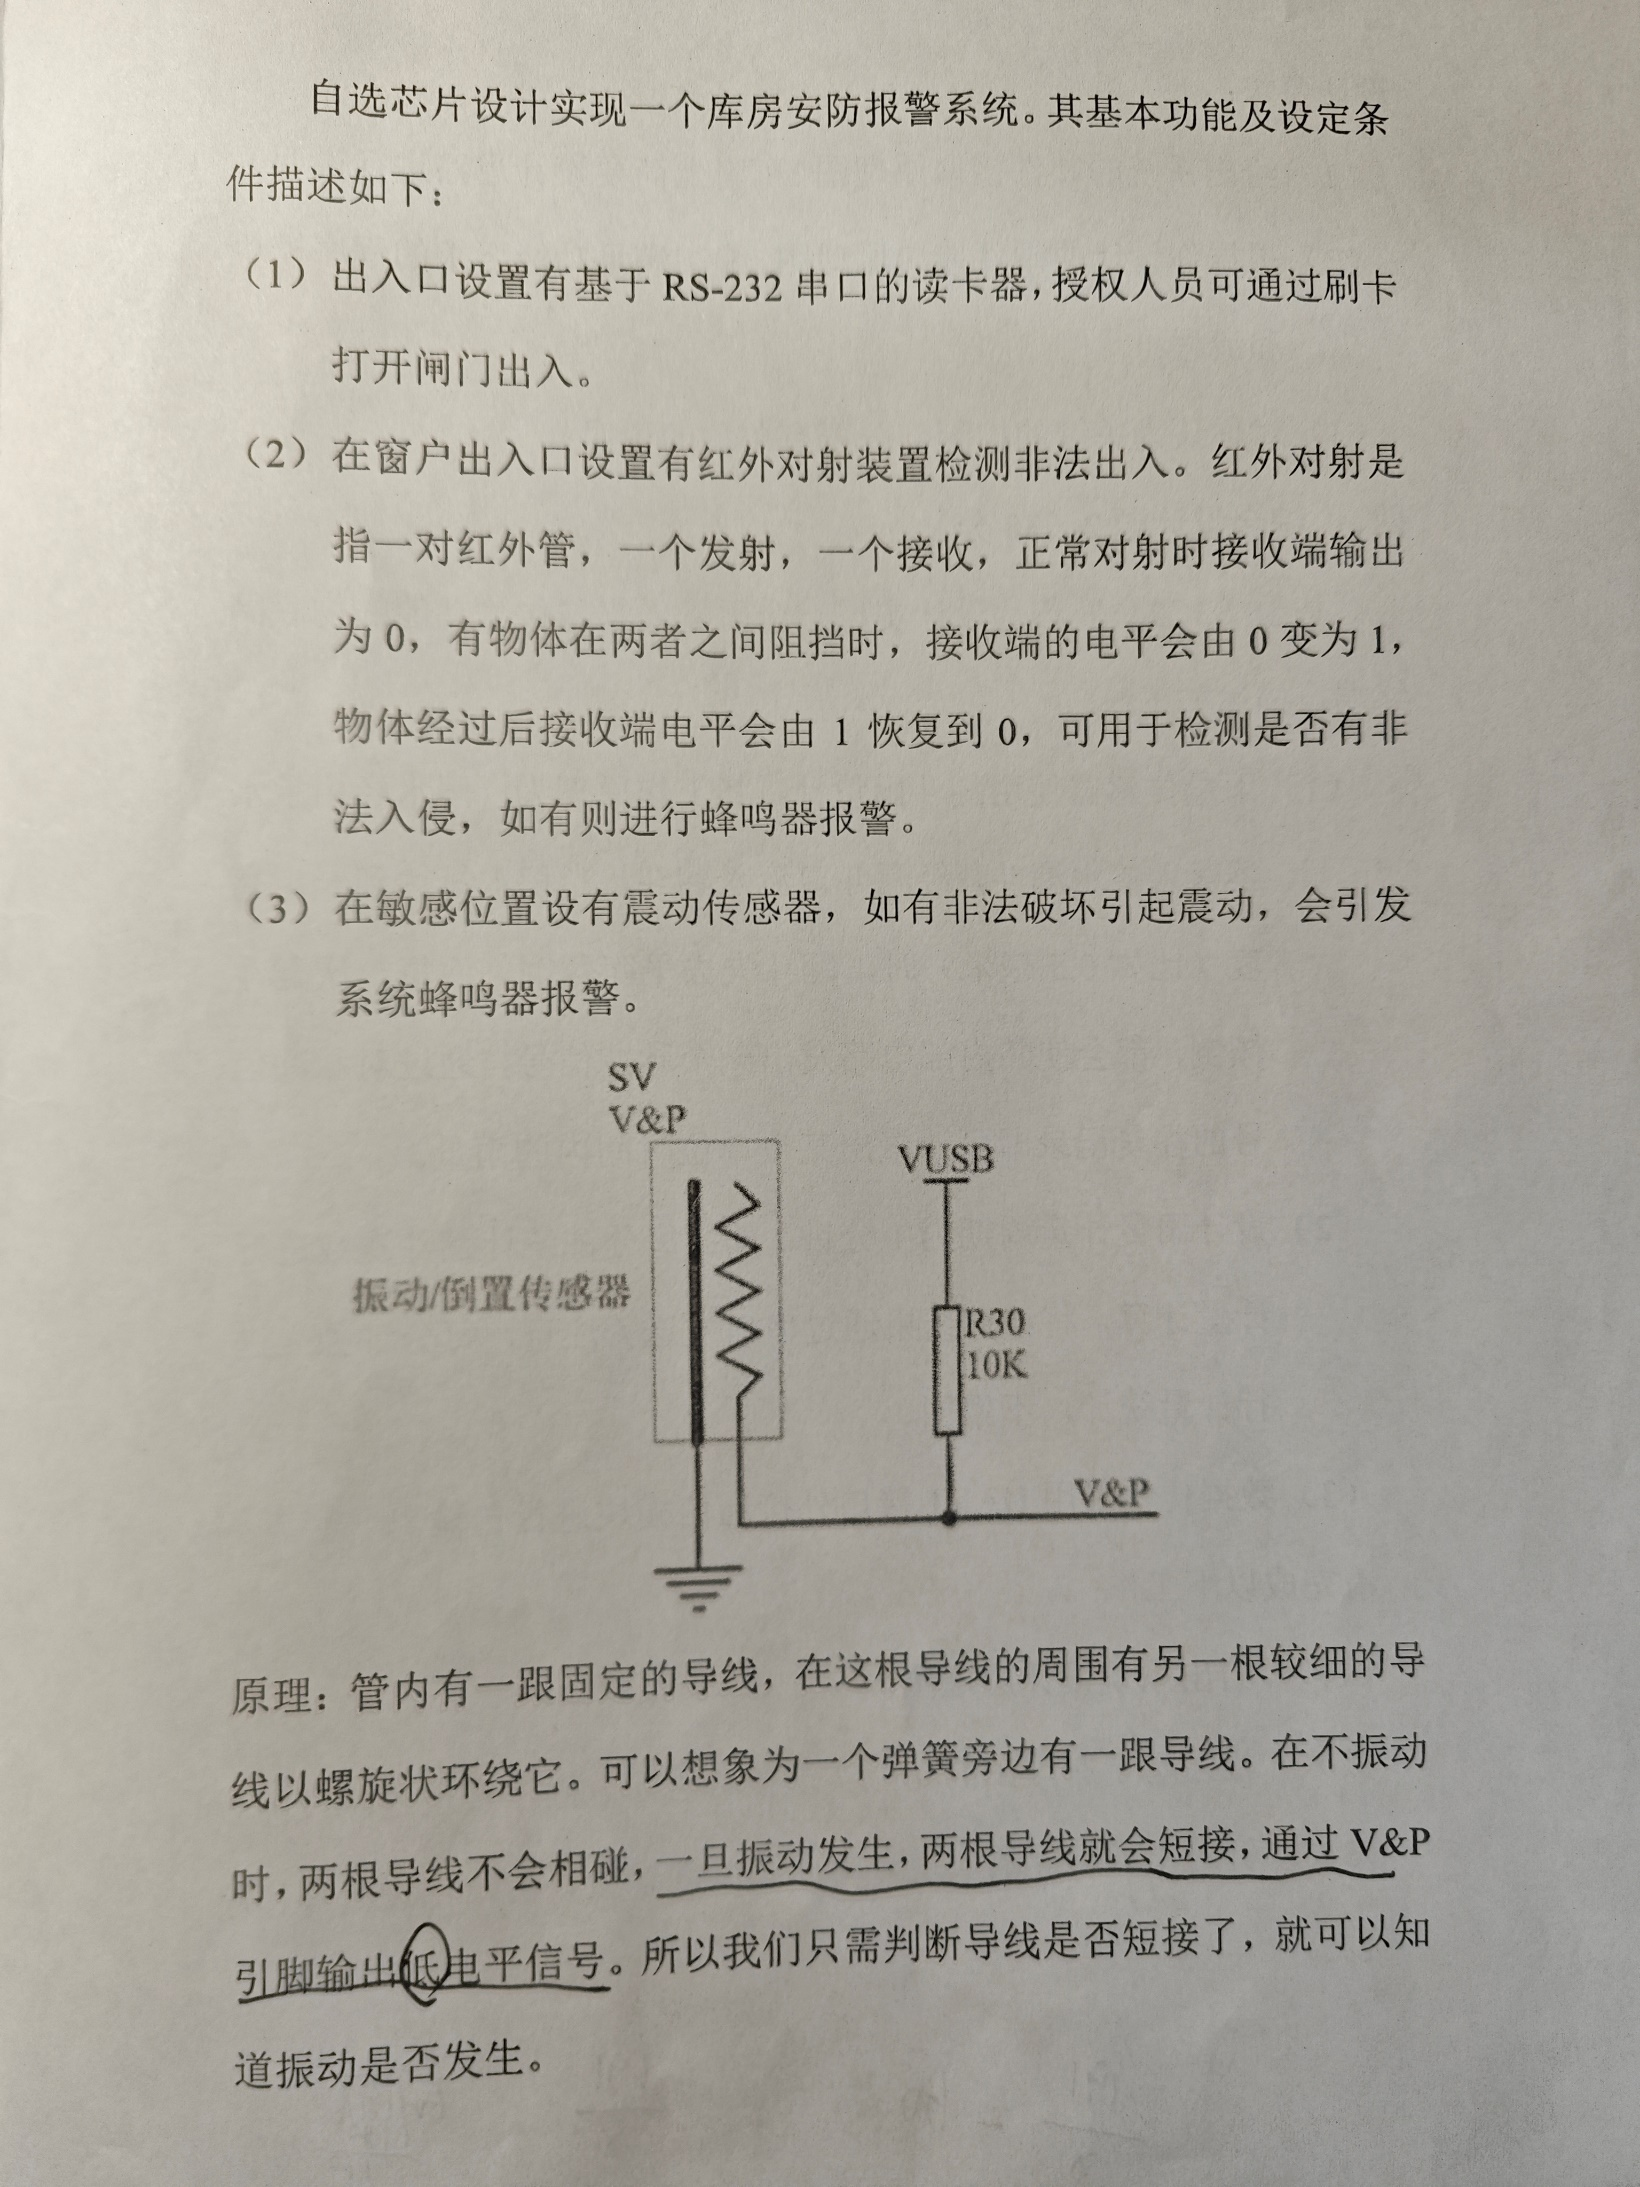 自选芯片设计实现一个库房安防报警系统。其基本功能及设定条
件描述如下：
（1）出入口设置有基于 RS-232 串口的读卡器，授权人员可通过刷卡
打开闸门出入。
（2）在窗户出入口设置有红外对射装置检测非法出入。红外对射是
指一对红外管，一个发射，一个接收，正常对射时接收端输出
为 0，有物体在两者之间阻挡时，接收端的电平会由 0 变为 1，
物体经过后接收端电平会由 1 恢复到 0，可用于检测是否有非
法入侵，如有则进行蜂鸣器报警。
（3）在敏感位置设有震动传感器，如有非法破坏引起震动，会引发
系统蜂鸣器报警。
SV
V&P
VUSB
振动/倒置传感器
R30
10K
V&P
原理：管内有一跟固定的导线，在这根导线的周围有另一根较细的导
线以螺旋状环绕它。可以想象为一个弹簧旁边有一跟导线。在不振动
时，两根导线不会相碰，一旦振动发生，两根导线就会短接，通过 V&P
引脚输出低电平信号。所以我们只需判断导线是否短接了，就可以知
道振动是否发生。